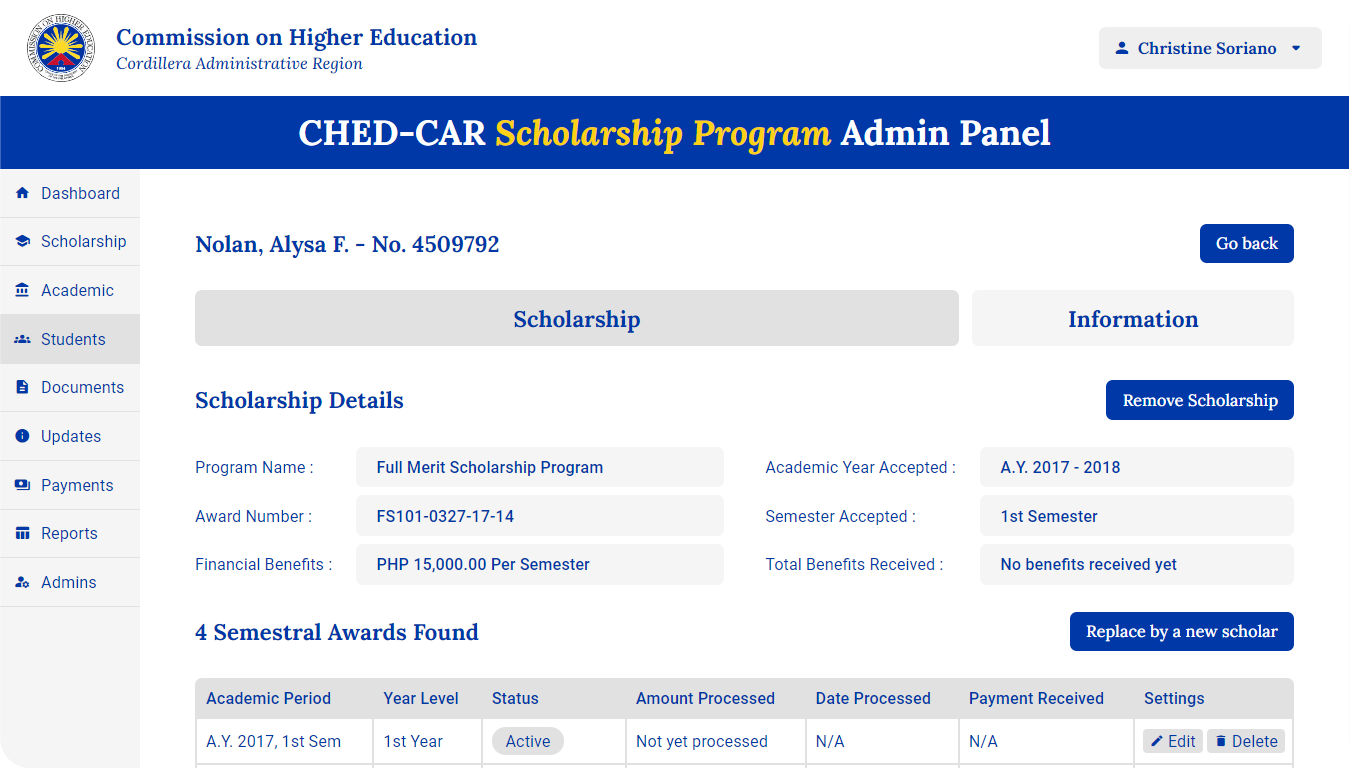 COMMISSION ON HIGHER EDUCATION
1994
Commission on Higher Education
Cordillera Administrative Region
Christine Soriano
CHED-CAR Scholarship Program Admin Panel
Dashboard
Scholarship
Academic
Students
Documents
Updates
Payments
Reports
Admins
Nolan, Alysa F. - No. 4509792
Go back
Scholarship
Information
Scholarship Details
Remove Scholarship
Program Name : Full Merit Scholarship Program
Academic Year Accepted : A.Y. 2017 - 2018
Award Number : FS101-0327-17-14
Semester Accepted : 1st Semester
Financial Benefits : PHP 15,000.00 Per Semester
Total Benefits Received : No benefits received yet
4 Semestral Awards Found
Replace by a new scholar
Academic Period Year Level Status Amount Processed Date Processed Payment Received Settings
A.Y. 2017, 1st Sem 1st Year Active Not yet processed N/A N/A Edit Delete